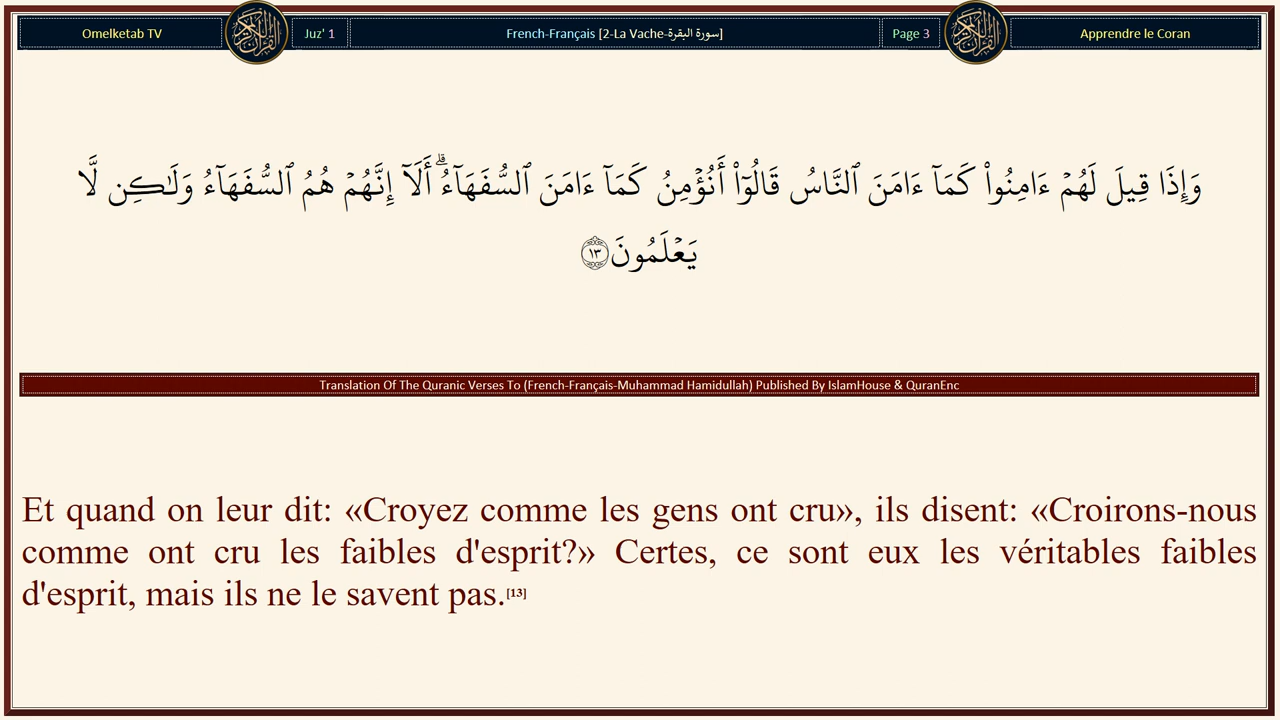 Omelketab TV
Juz' 1
French-Français [2-La Vache-سورة البقرة]
Page 3
Apprendre le Coran
وَإِذَا قِيلَ لَهُمۡ ءَامِنُواْ كَمَآ ءَامَنَ ٱلنَّاسُ قَالُوٓاْ أَنُؤۡمِنُ كَمَآ ءَامَنَ ٱلسُّفَهَآءُۗ أَلَآ إِنَّهُمۡ هُمُ ٱلسُّفَهَآءُ وَلَٰكِن لَّا
يَعۡلَمُونَ ١٣
Translation Of The Quranic Verses To (French-Français-Muhammad Hamidullah) Published By IslamHouse & QuranEnc
Et quand on leur dit: «Croyez comme les gens ont cru», ils disent: «Croirons-nous
comme ont cru les faibles d'esprit?» Certes, ce sont eux les véritables faibles
d'esprit, mais ils ne le savent pas.[13]